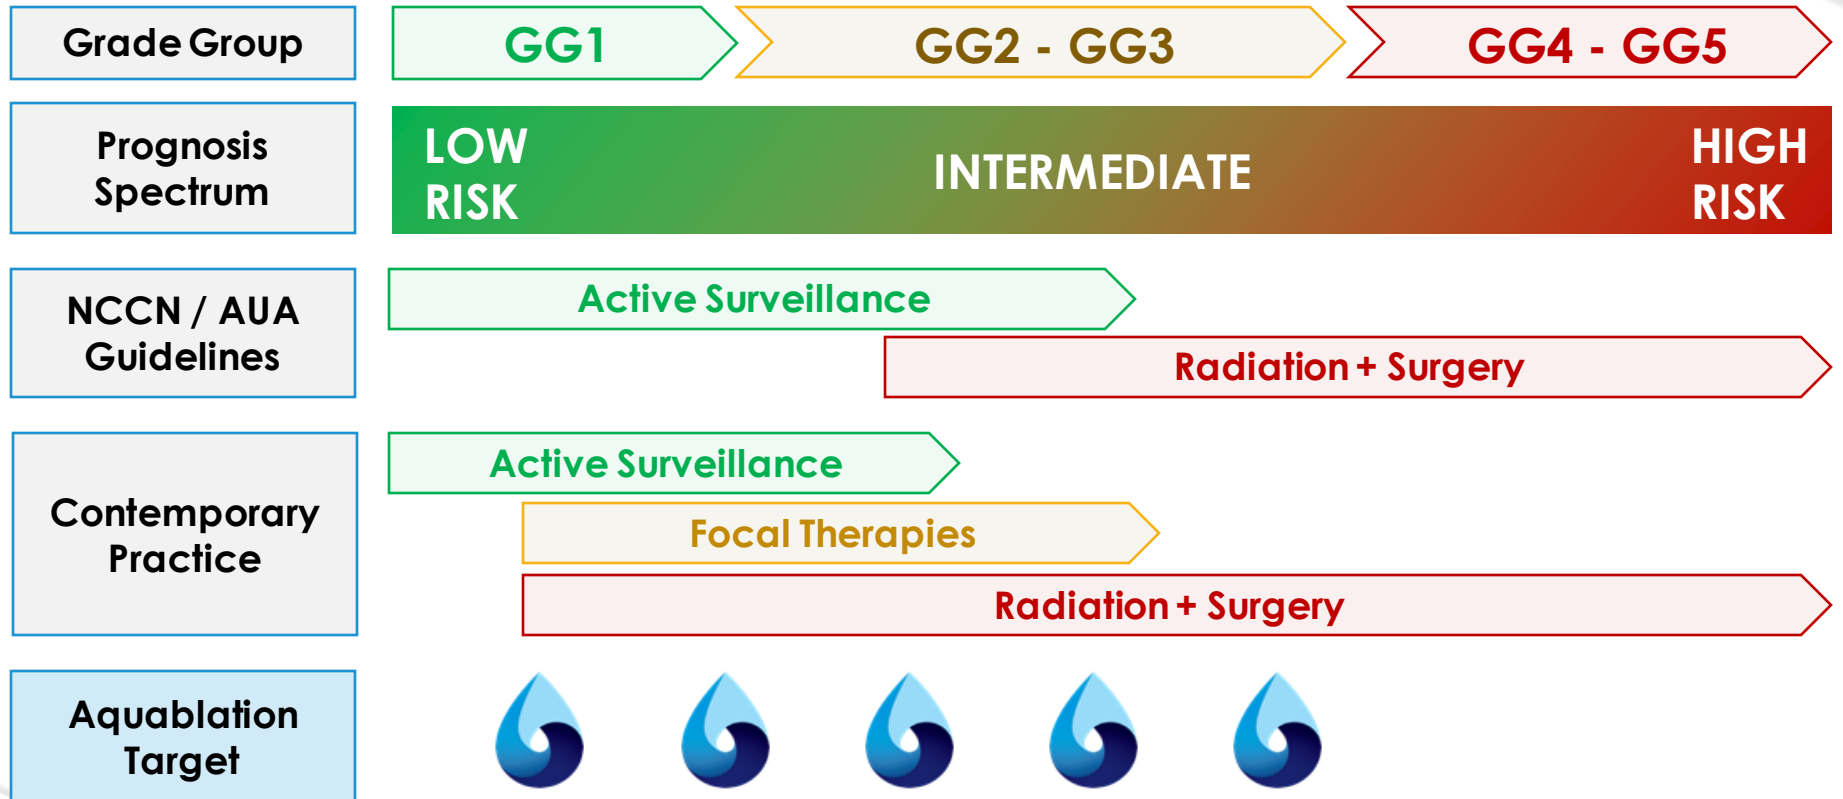 Grade Group
GG1
GG2 - GG3
GG4 - GG5
Prognosis
Spectrum
LOW
RISK
INTERMEDIATE
HIGH
RISK
NCCN / AUA
Guidelines
Active Surveillance
Radiation + Surgery
Contemporary
Practice
Active Surveillance
Focal Therapies
Radiation + Surgery
Aquablation
Target